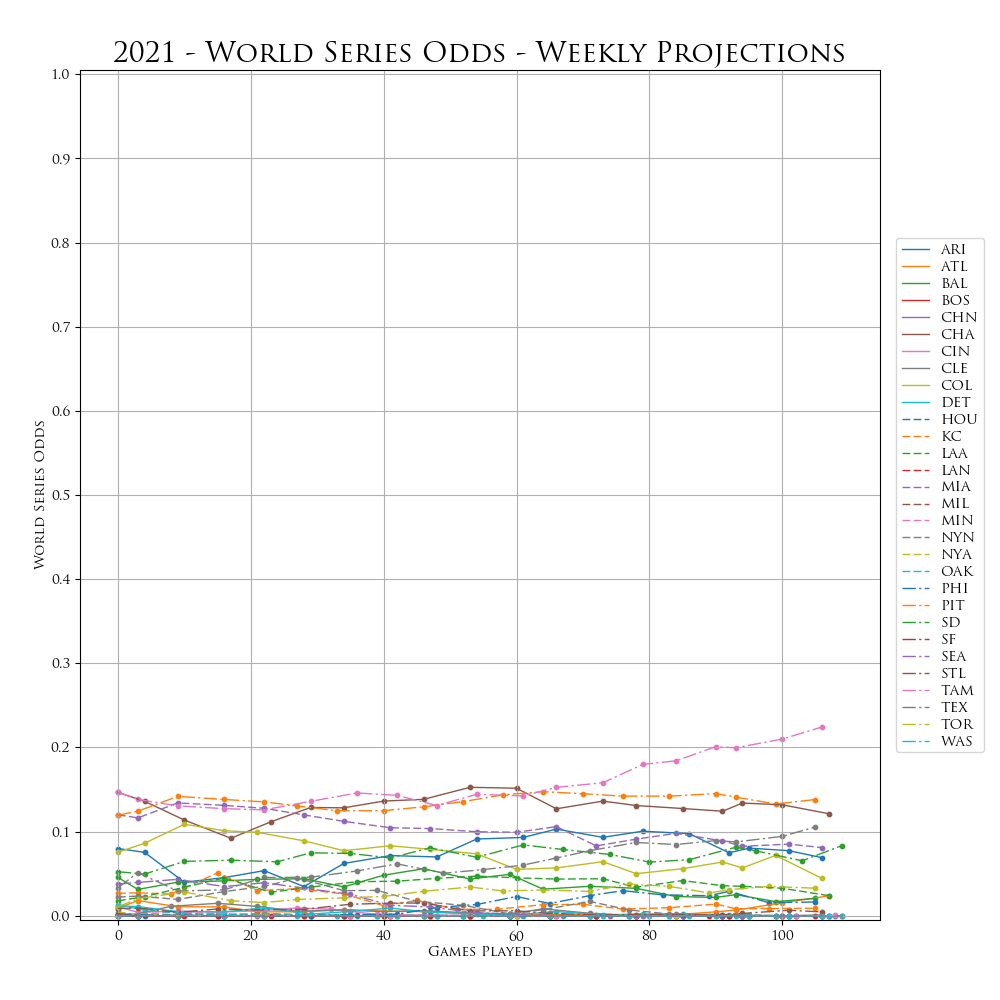 2021 - World Series Odds - Weekly Projections
1.0
0.9
0.8
0.7
0.6
0.5
0.4
0.3
0.2
0.1
0.0
World Series Odds
0 20 40 60 80 100
Games Played
ARI
ATL
BAL
BOS
CHN
CHA
CIN
CLE
COL
DET
HOU
KC
LAA
LAN
MIA
MIL
MIN
NYN
NYA
OAK
PHI
PIT
SD
SF
SEA
STL
TAM
TEX
TOR
WAS